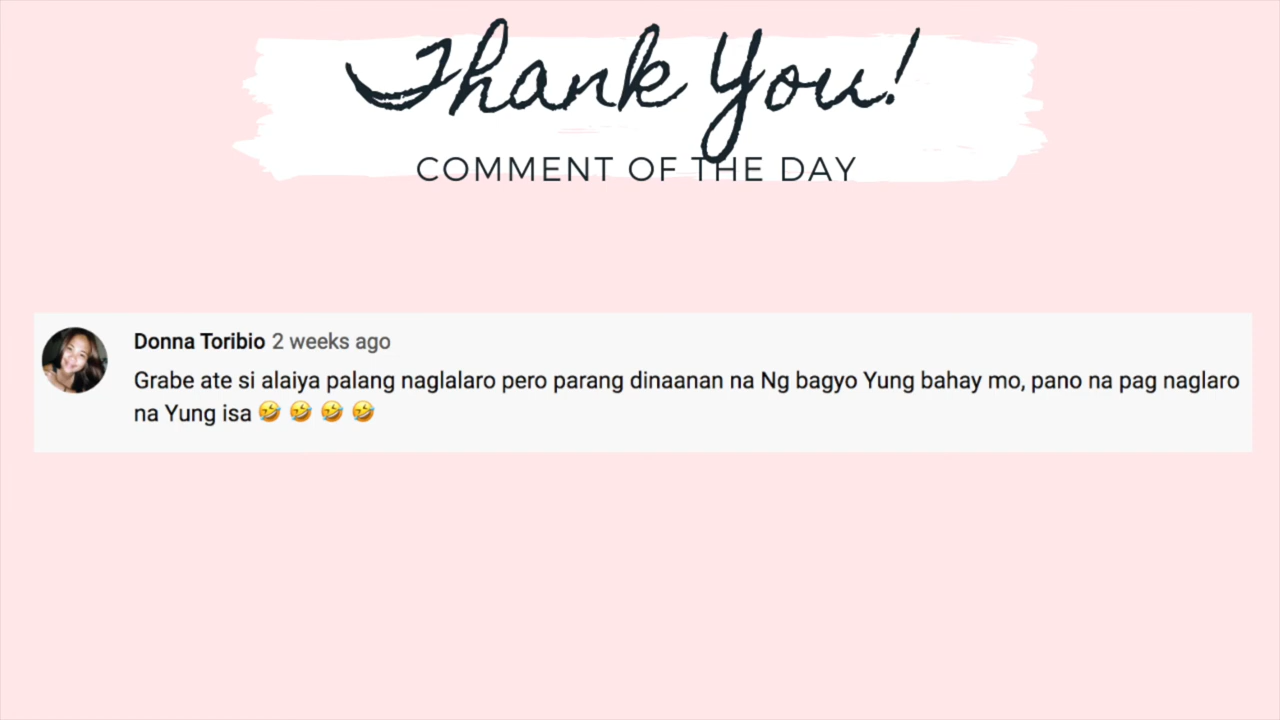 Thank You!
COMMENT OF THE DAY
Donna Toribio 2 weeks ago
Grabe ate si alaiya palang naglalaro pero parang dinaanan na Ng bagyo Yung bahay mo, pano na pag naglaro
na Yung isa 🤣 🤣 🤣 🤣